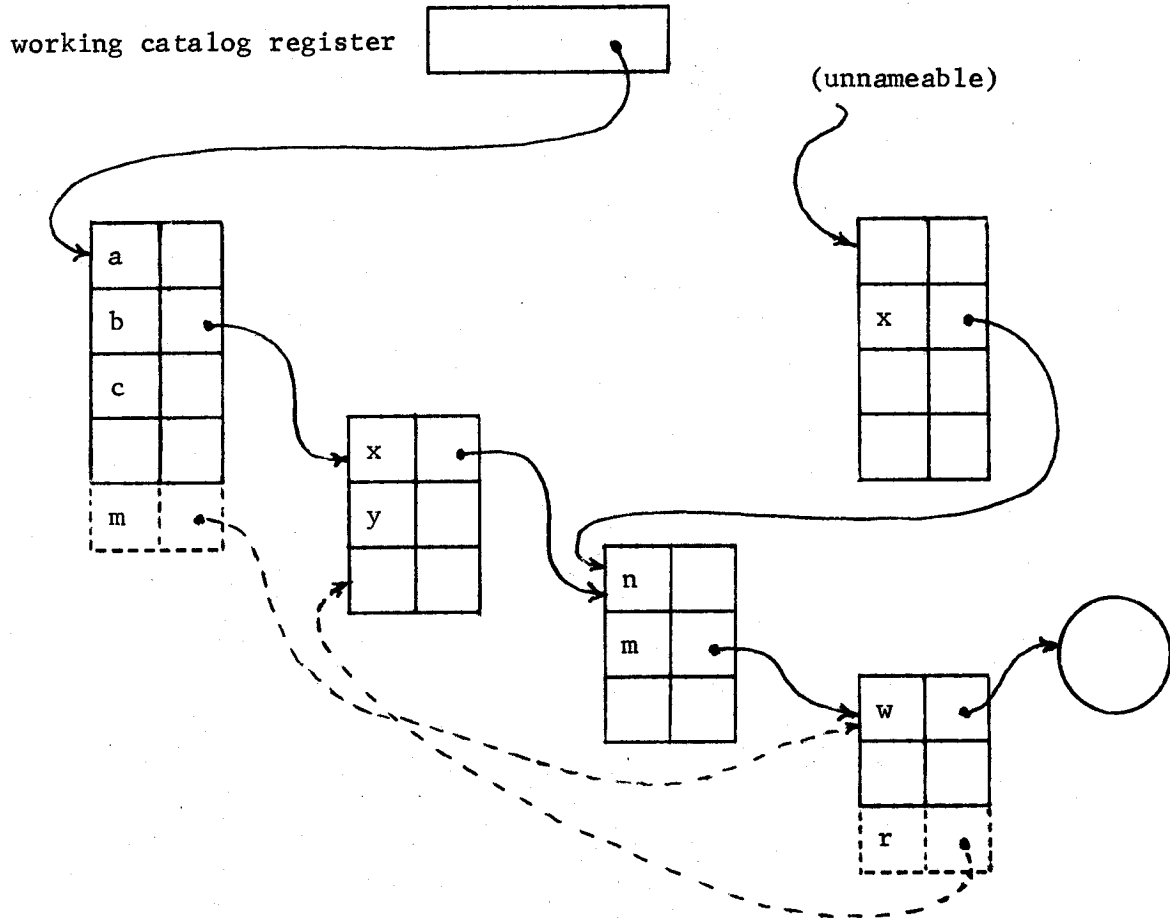 working catalog register
(unnameable)
a
b
c
m
x
y
x
n
m
w
r